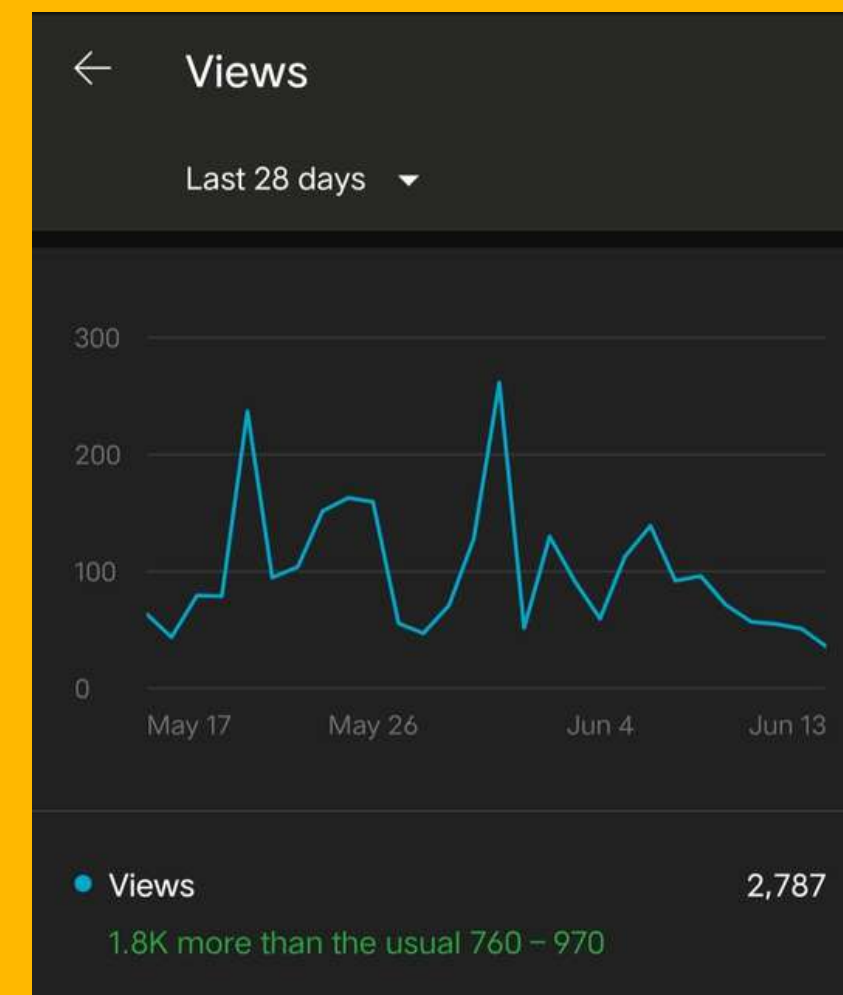 Views
Last 28 days
300
200
100
0
May 17 May 26 Jun 4 Jun 13
Views 2,787
1.8K more than the usual 760 – 970